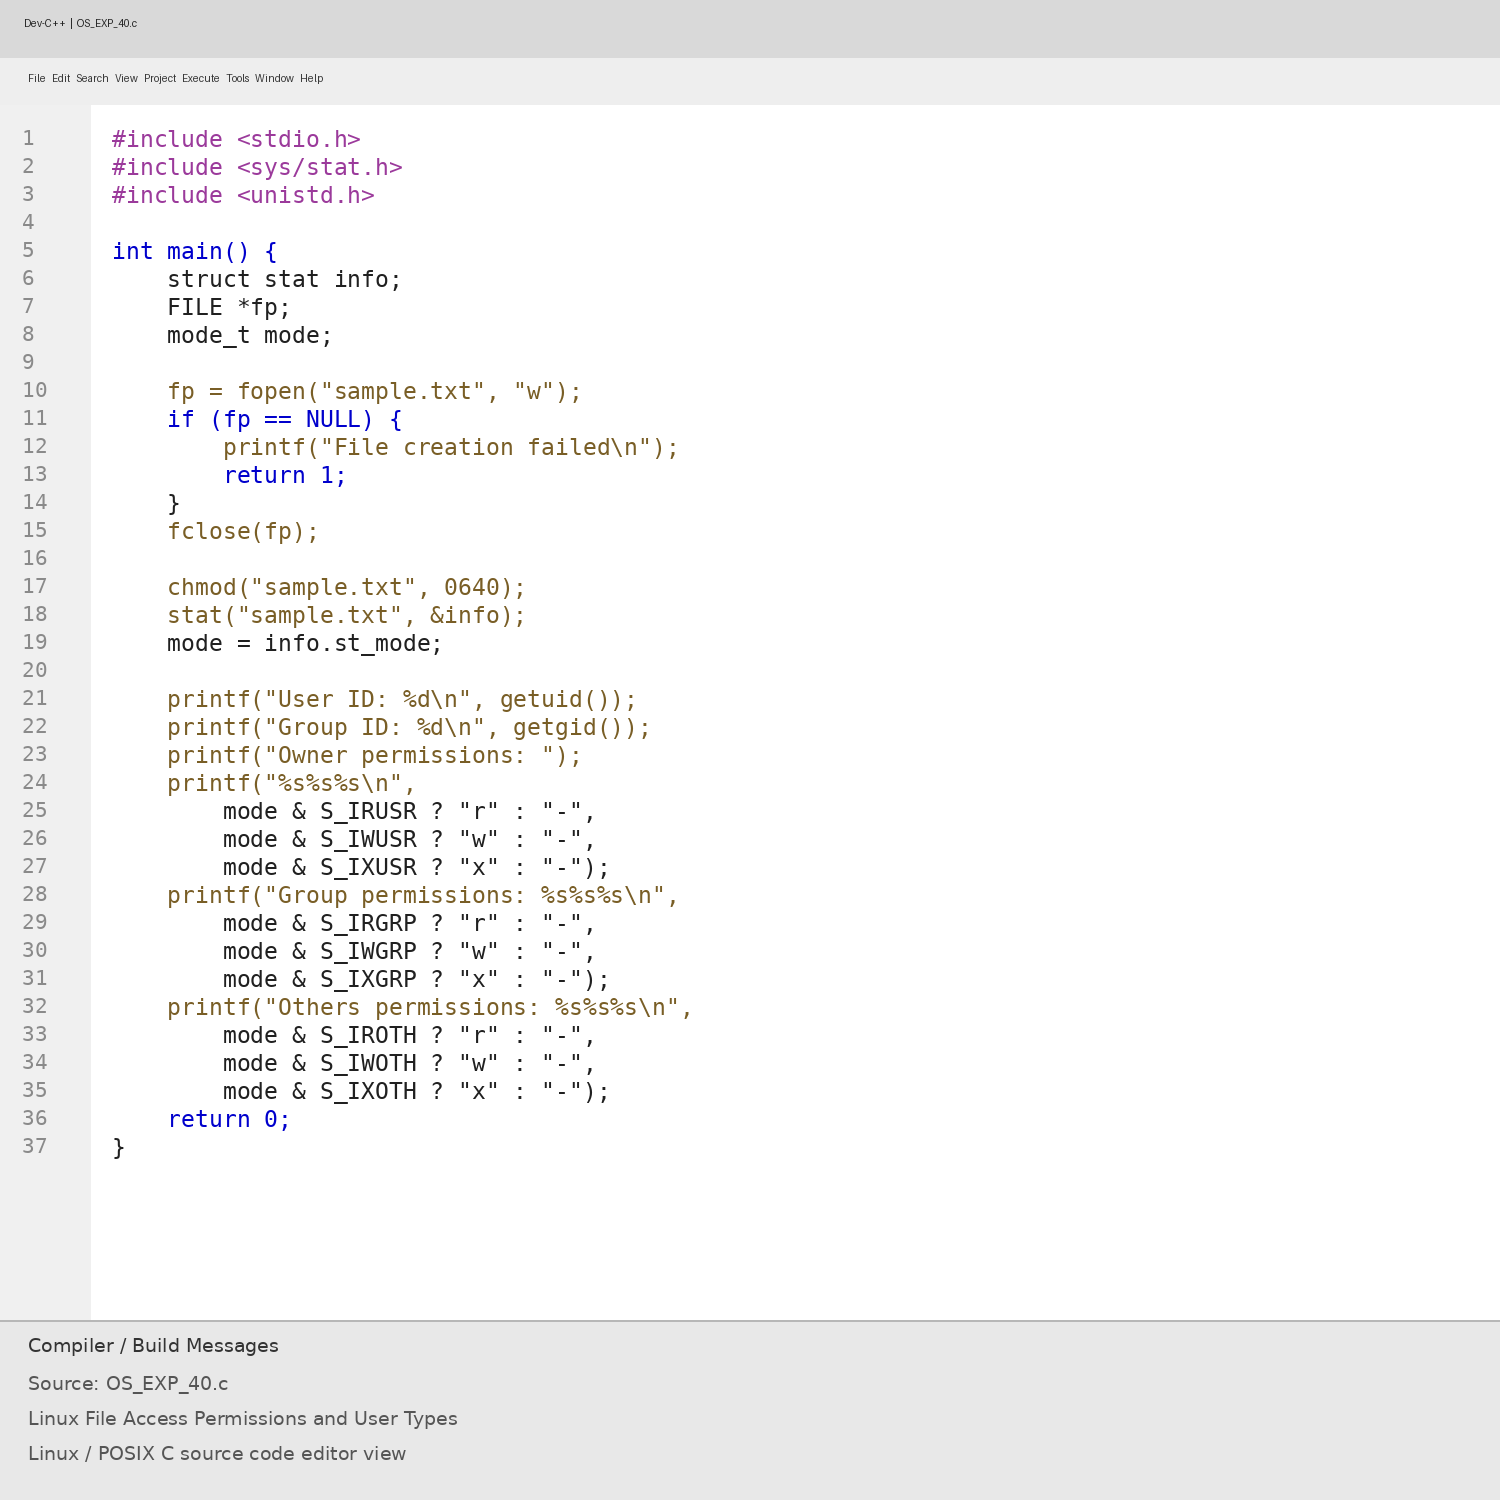 Dev-C++ | OS_EXP_40.c
File Edit Search View Project Execute Tools Window Help
1 #include <stdio.h>
2 #include <sys/stat.h>
3 #include <unistd.h>
4
5 int main() {
6     struct stat info;
7     FILE *fp;
8     mode_t mode;
9
10     fp = fopen("sample.txt", "w");
11     if (fp == NULL) {
12         printf("File creation failed\n");
13         return 1;
14     }
15     fclose(fp);
16
17     chmod("sample.txt", 0640);
18     stat("sample.txt", &info);
19     mode = info.st_mode;
20
21     printf("User ID: %d\n", getuid());
22     printf("Group ID: %d\n", getgid());
23     printf("Owner permissions: ");
24     printf("%s%s%s\n",
25         mode & S_IRUSR ? "r" : "-",
26         mode & S_IWUSR ? "w" : "-",
27         mode & S_IXUSR ? "x" : "-");
28     printf("Group permissions: %s%s%s\n",
29         mode & S_IRGRP ? "r" : "-",
30         mode & S_IWGRP ? "w" : "-",
31         mode & S_IXGRP ? "x" : "-");
32     printf("Others permissions: %s%s%s\n",
33         mode & S_IROTH ? "r" : "-",
34         mode & S_IWOTH ? "w" : "-",
35         mode & S_IXOTH ? "x" : "-");
36     return 0;
37 }
Compiler / Build Messages
Source: OS_EXP_40.c
Linux File Access Permissions and User Types
Linux / POSIX C source code editor view